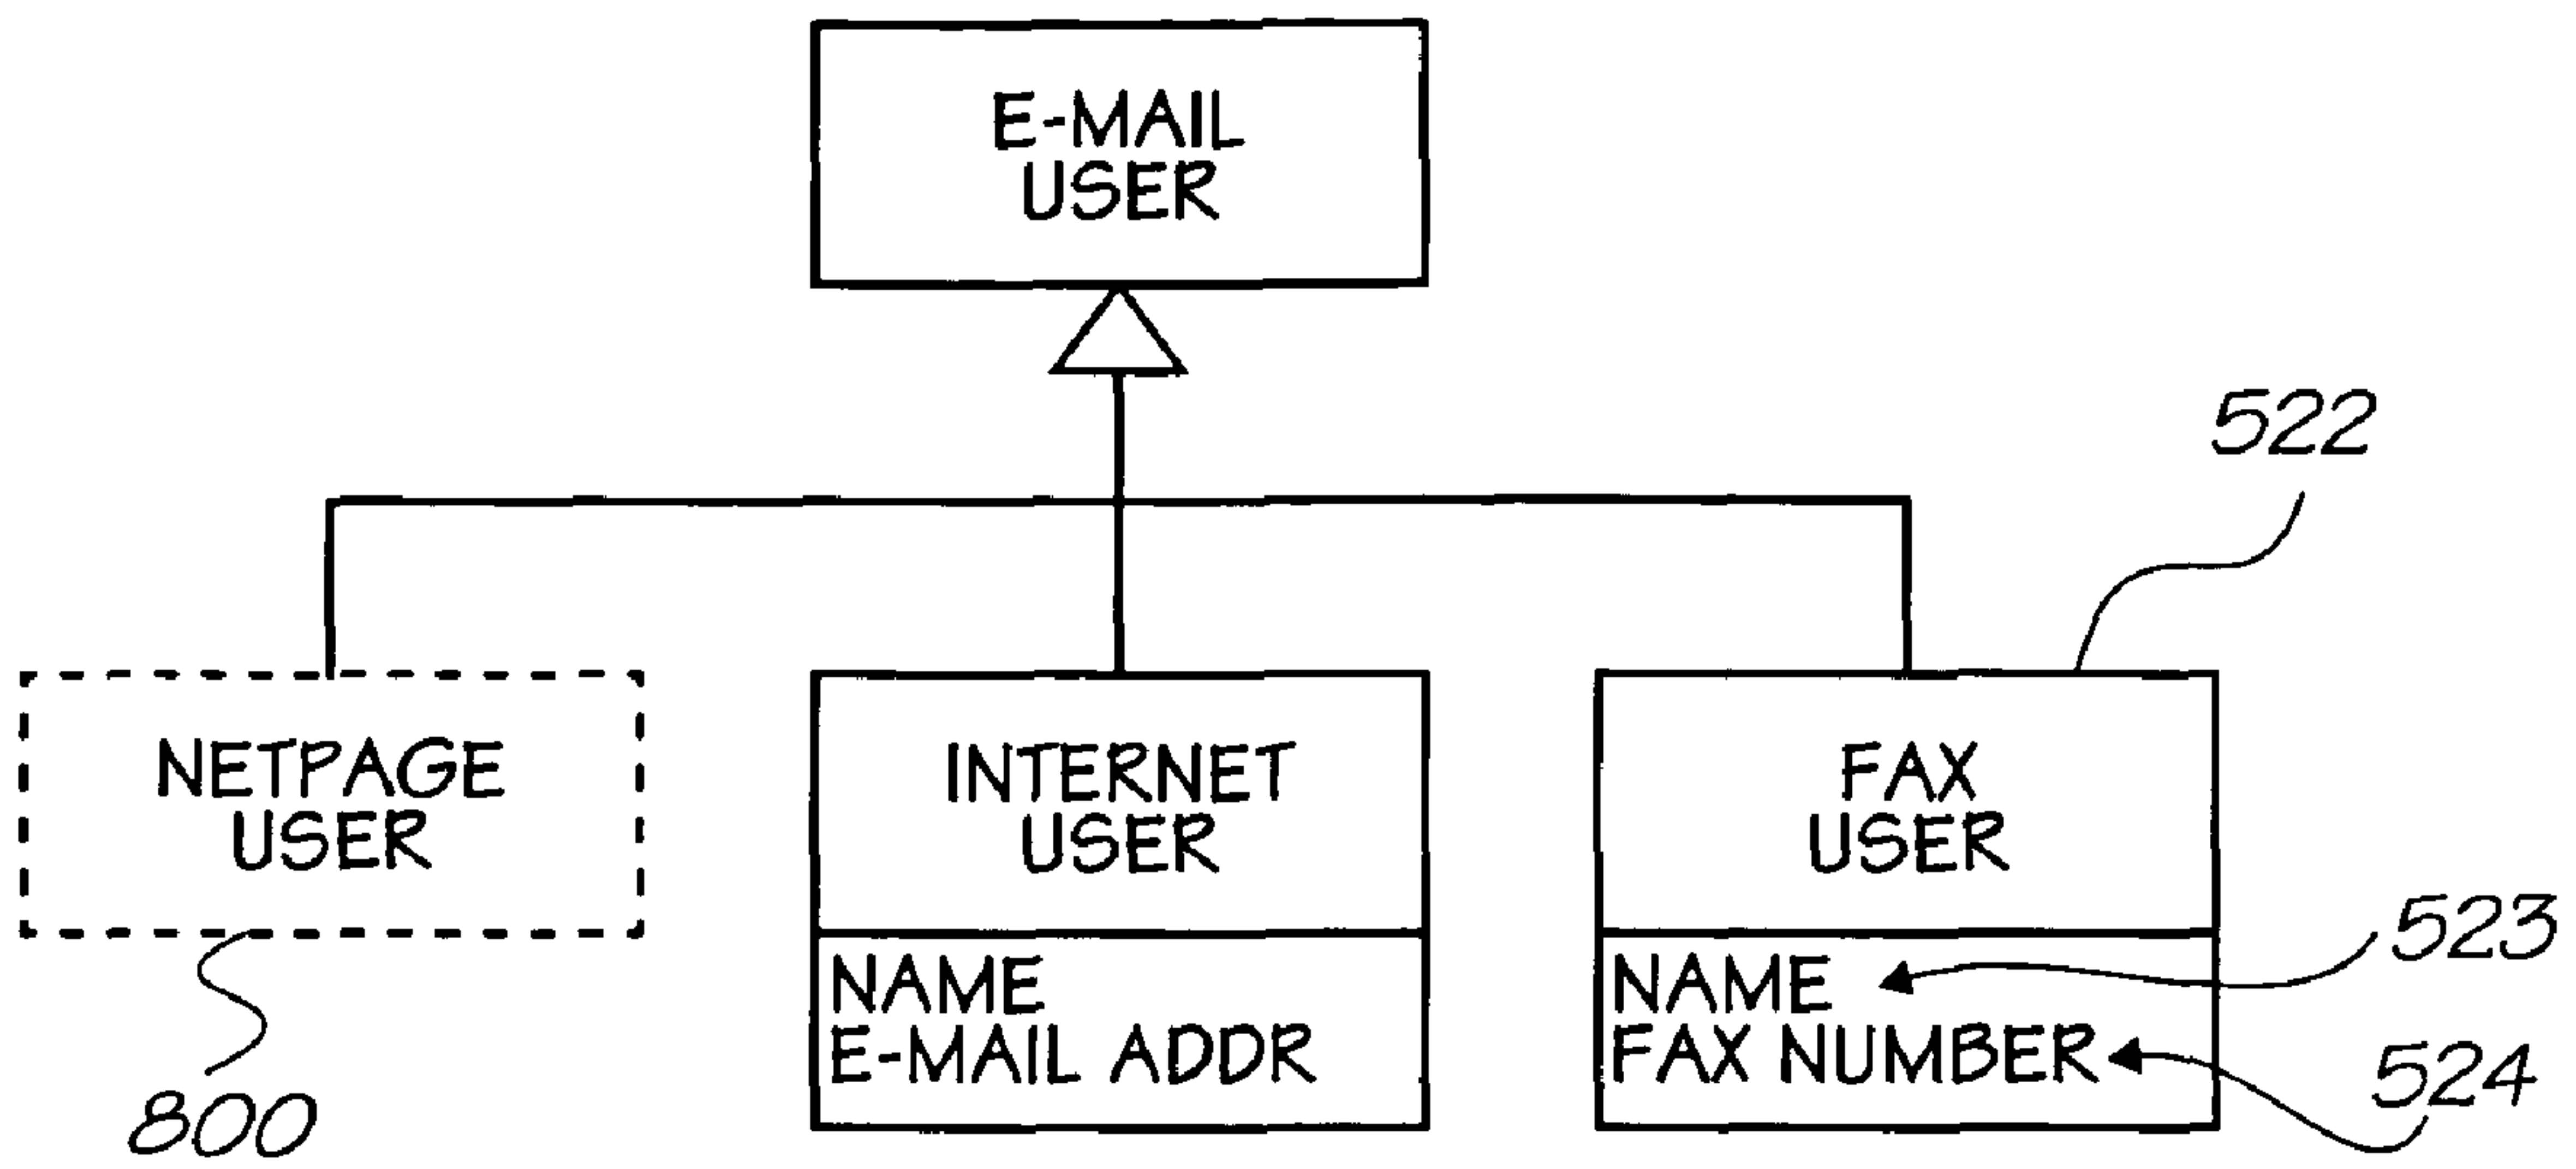 E-MAIL
USER
522
NETPAGE
USER
800
INTERNET
USER
NAME
E-MAIL ADDR
FAX
USER
NAME
FAX NUMBER
523
524